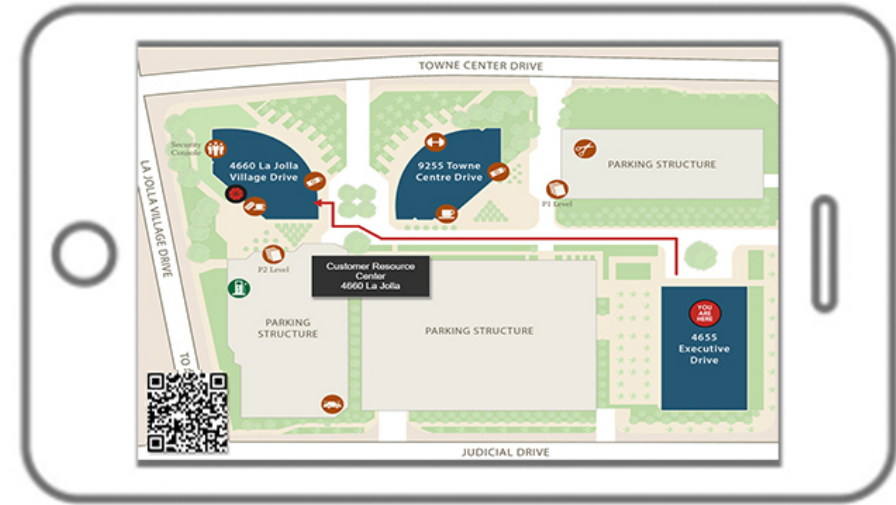 TOWNE CENTER DRIVE
Security
Console
4660 La Jolla
Village Drive
9255 Towne
Centre Drive
PARKING STRUCTURE
P1 Level
LA JOLLA VILLAGE DRIVE
P2 Level
Customer Resource
Center
4660 La Jolla
YOU
ARE
HERE
4655
Executive
Drive
PARKING
STRUCTURE
PARKING STRUCTURE
TO
JUDICIAL DRIVE